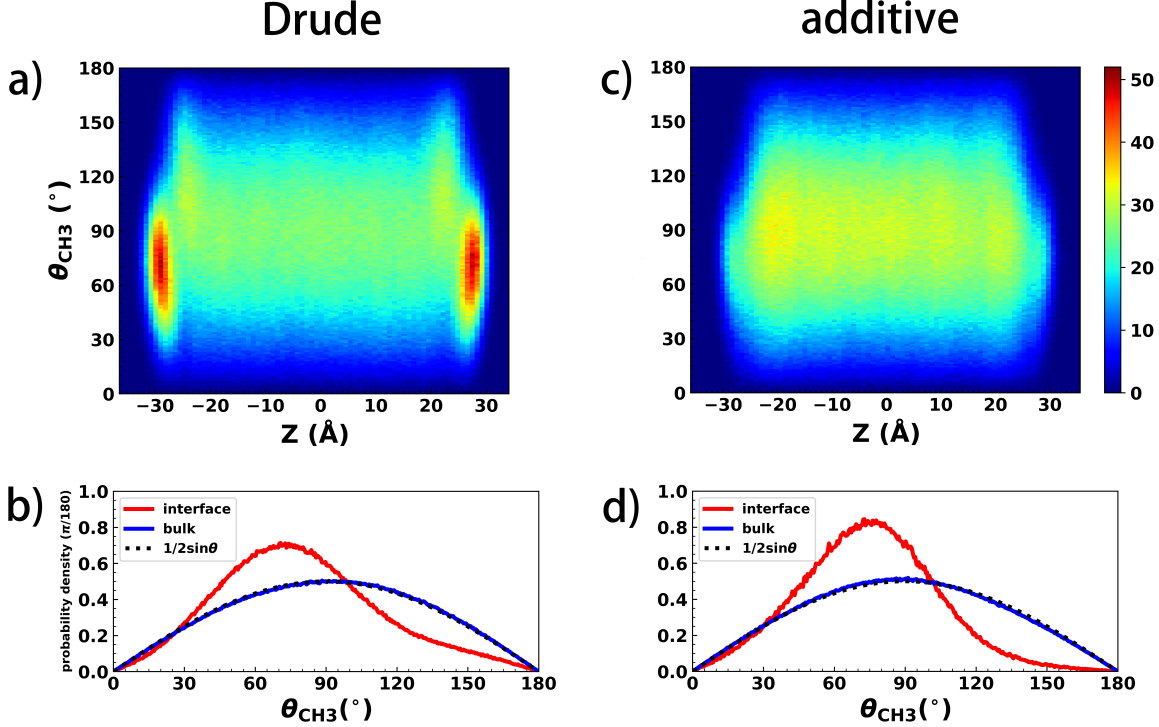 Drude
additive
a)
180
150
120
90
60
30
0
θCH3 (°)
−30 −20 −10 0 10 20 30
Z (Å)
c)
180
150
120
90
60
30
0
−30 −20 −10 0 10 20 30
Z (Å)
50
40
30
20
10
0
b)
1.0
0.8
0.6
0.4
0.2
0.0
probability density (π/180)
interface
bulk
1/2sinθ
0 30 60 90 120 150 180
θCH3(°)
d)
1.0
0.8
0.6
0.4
0.2
0.0
interface
bulk
1/2sinθ
0 30 60 90 120 150 180
θCH3(°)